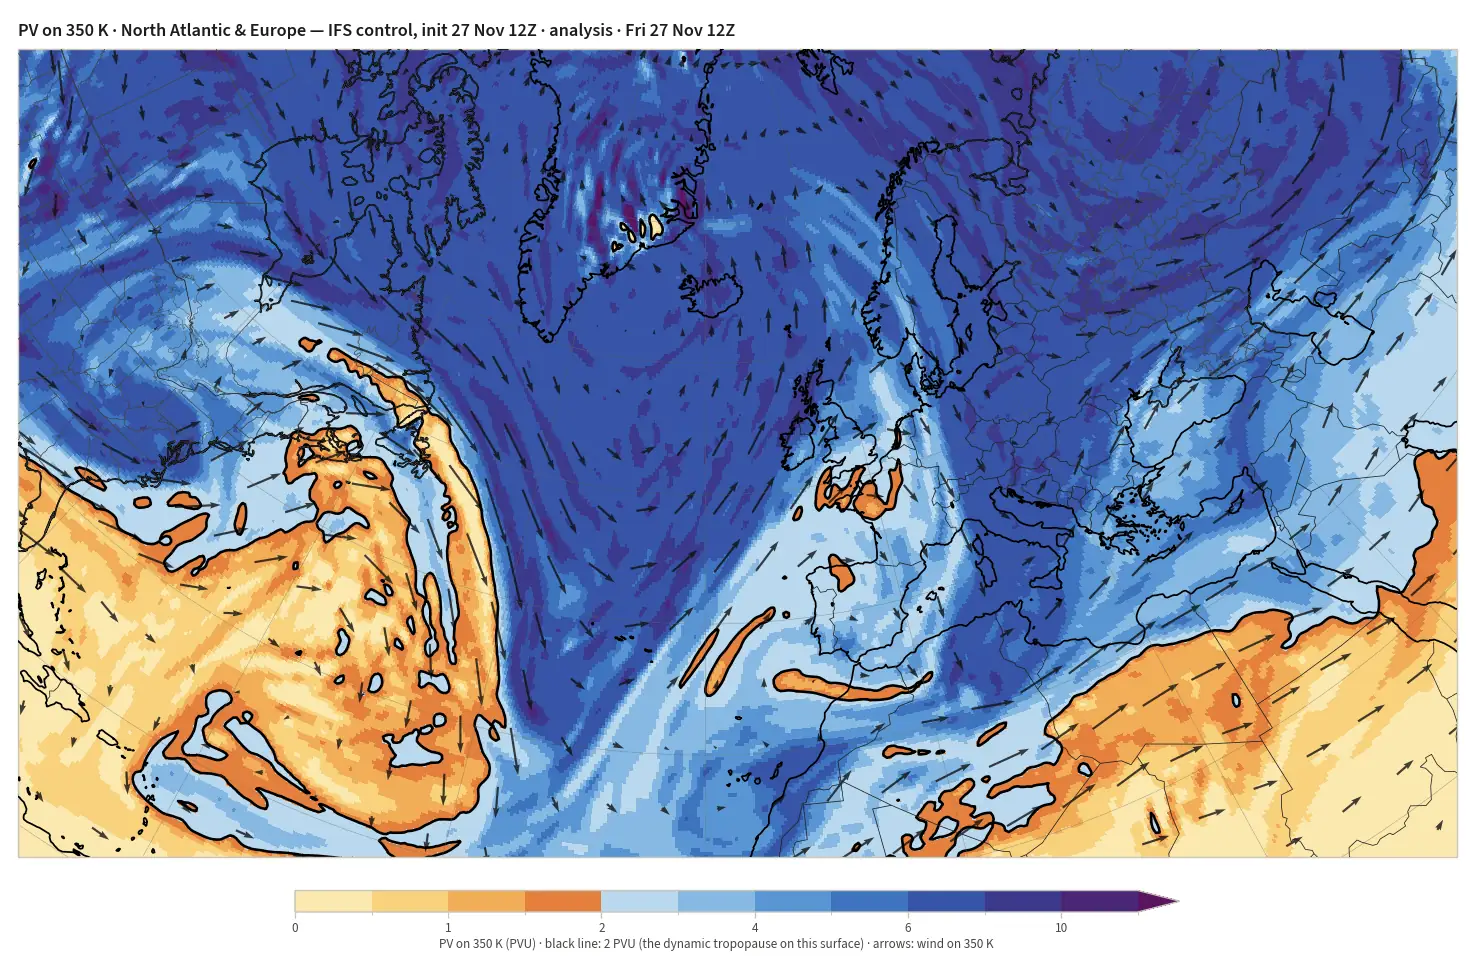 PV on 350 K · North Atlantic & Europe — IFS control, init 27 Nov 12Z · analysis · Fri 27 Nov 12Z
0 1 2 4 6 10
PV on 350 K (PVU) · black line: 2 PVU (the dynamic tropopause on this surface) · arrows: wind on 350 K